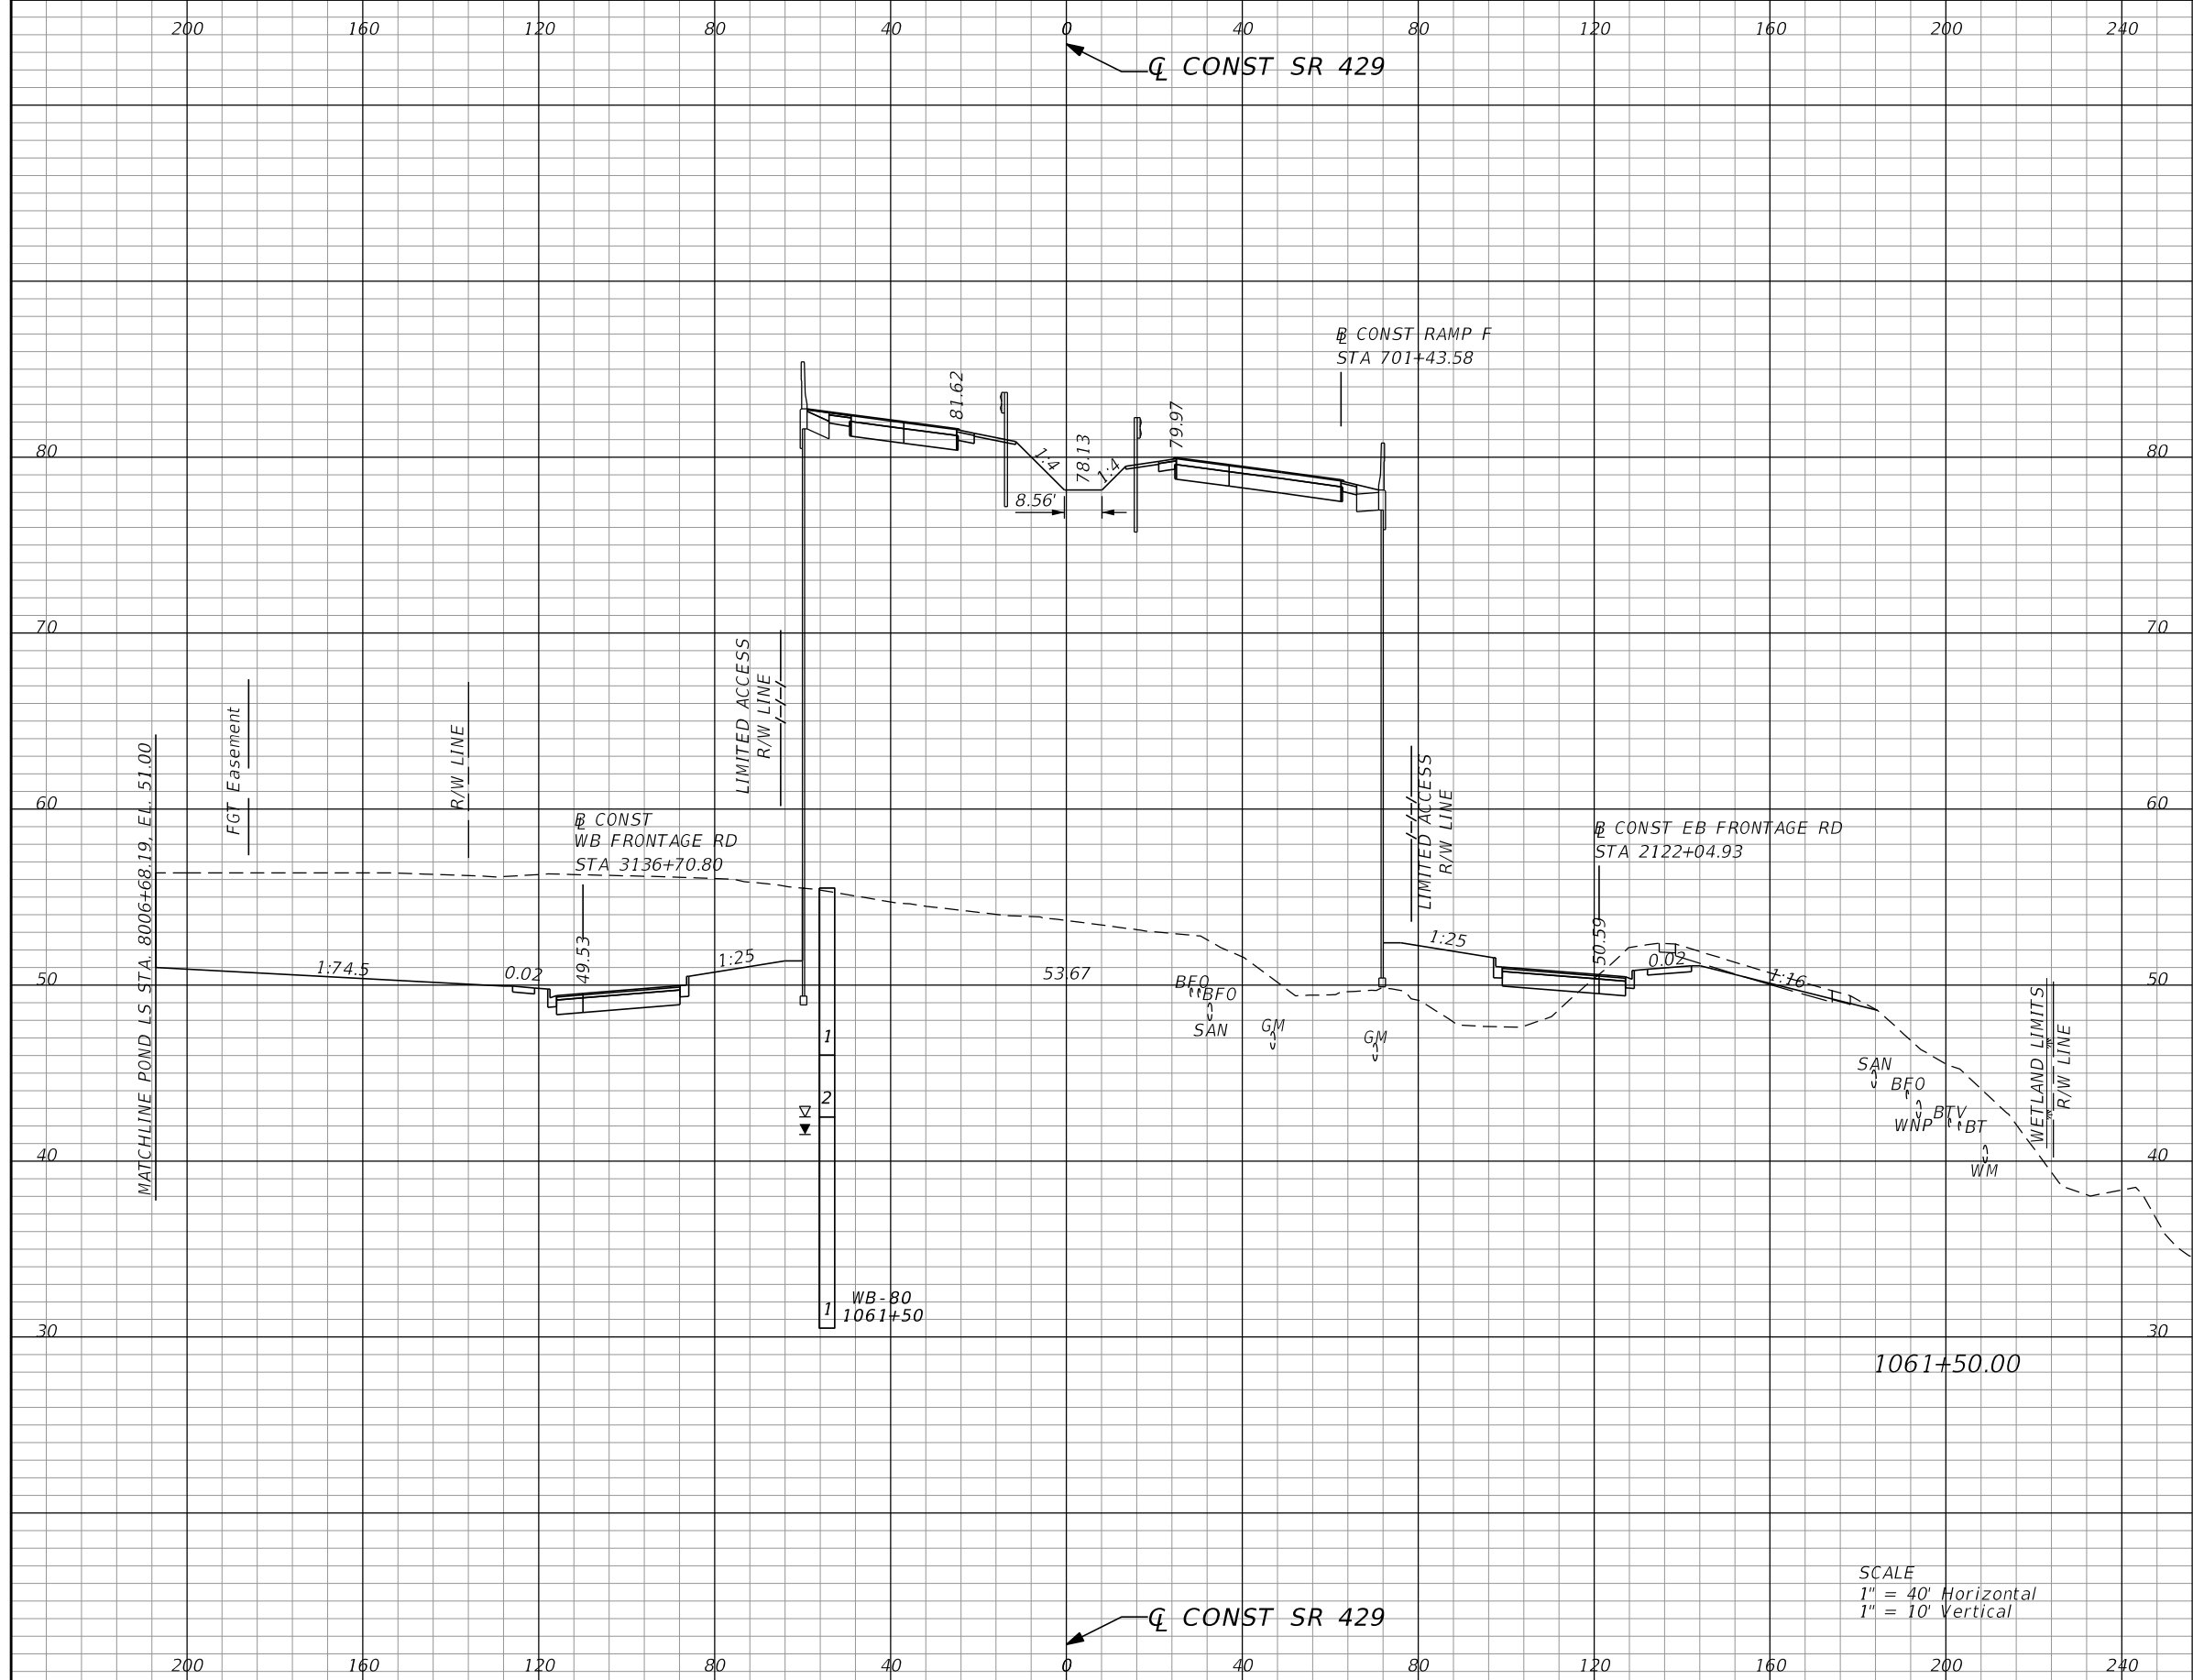 200 160 120 80 40 0 40 80 120 160 200 240
℄ CONST SR 429
B̲L CONST RAMP F
STA 701+43.58
81.62
79.97
78.13
1:4
1:4
8.56'
80 80
70 70
60 60
50 50
40 40
30 30
MATCHLINE POND LS STA. 8006+68.19, EL. 51.00
FGT Easement
R/W LINE
LIMITED ACCESS
R/W LINE
BL CONST
WB FRONTAGE RD
STA 3136+70.80
49.53
1:74.5
0.02
1:25
1
2
1
WB-80
1061+50
53.67
BFO
BFO
SAN
GM
GM
LIMITED ACCESS
R/W LINE
1:25
BL CONST EB FRONTAGE RD
STA 2122+04.93
50.59
0.02
1:16
SAN
BFO
WNP
BTV
BT
WM
WETLAND LIMITS
R/W LINE
1061+50.00
SCALE
1" = 40' Horizontal
1" = 10' Vertical
℄ CONST SR 429
200 160 120 80 40 0 40 80 120 160 200 240